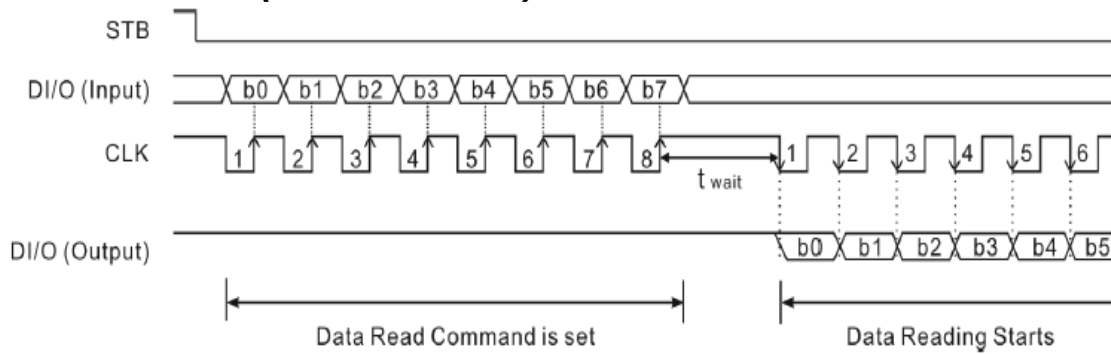 STB
DI/O (Input) b0 b1 b2 b3 b4 b5 b6 b7
CLK 1 2 3 4 5 6 7 8 t wait 1 2 3 4 5 6
DI/O (Output) b0 b1 b2 b3 b4 b5
Data Read Command is set Data Reading Starts